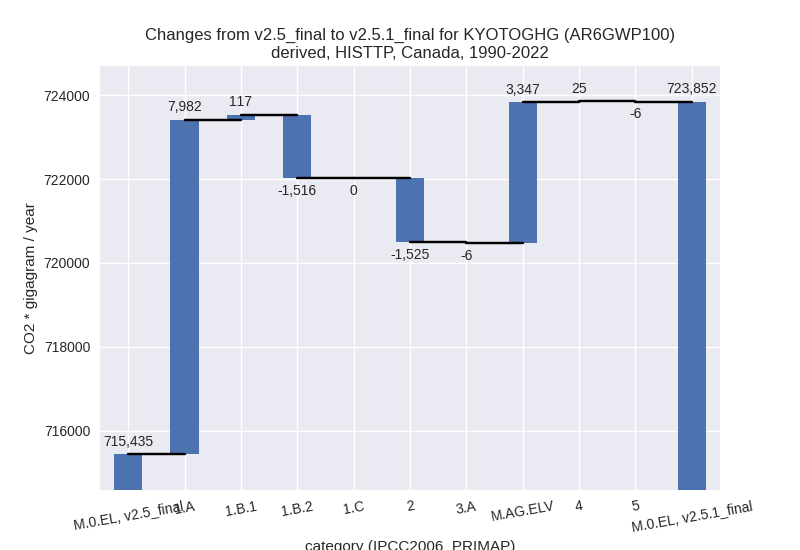 Changes from v2.5_final to v2.5.1_final for KYOTOGHG (AR6GWP100)
derived, HISTTP, Canada, 1990-2022
724000
722000
720000
718000
716000
CO2 * gigagram / year
715,435
7,982
117
-1,516
0
-1,525
-6
3,347
25
-6
723,852
M.0.EL, v2.5_final
1.A
1.B.1
1.B.2
1.C
2
3.A
M.AG.ELV
4
5
M.0.EL, v2.5.1_final
category (IPCC2006_PRIMAP)